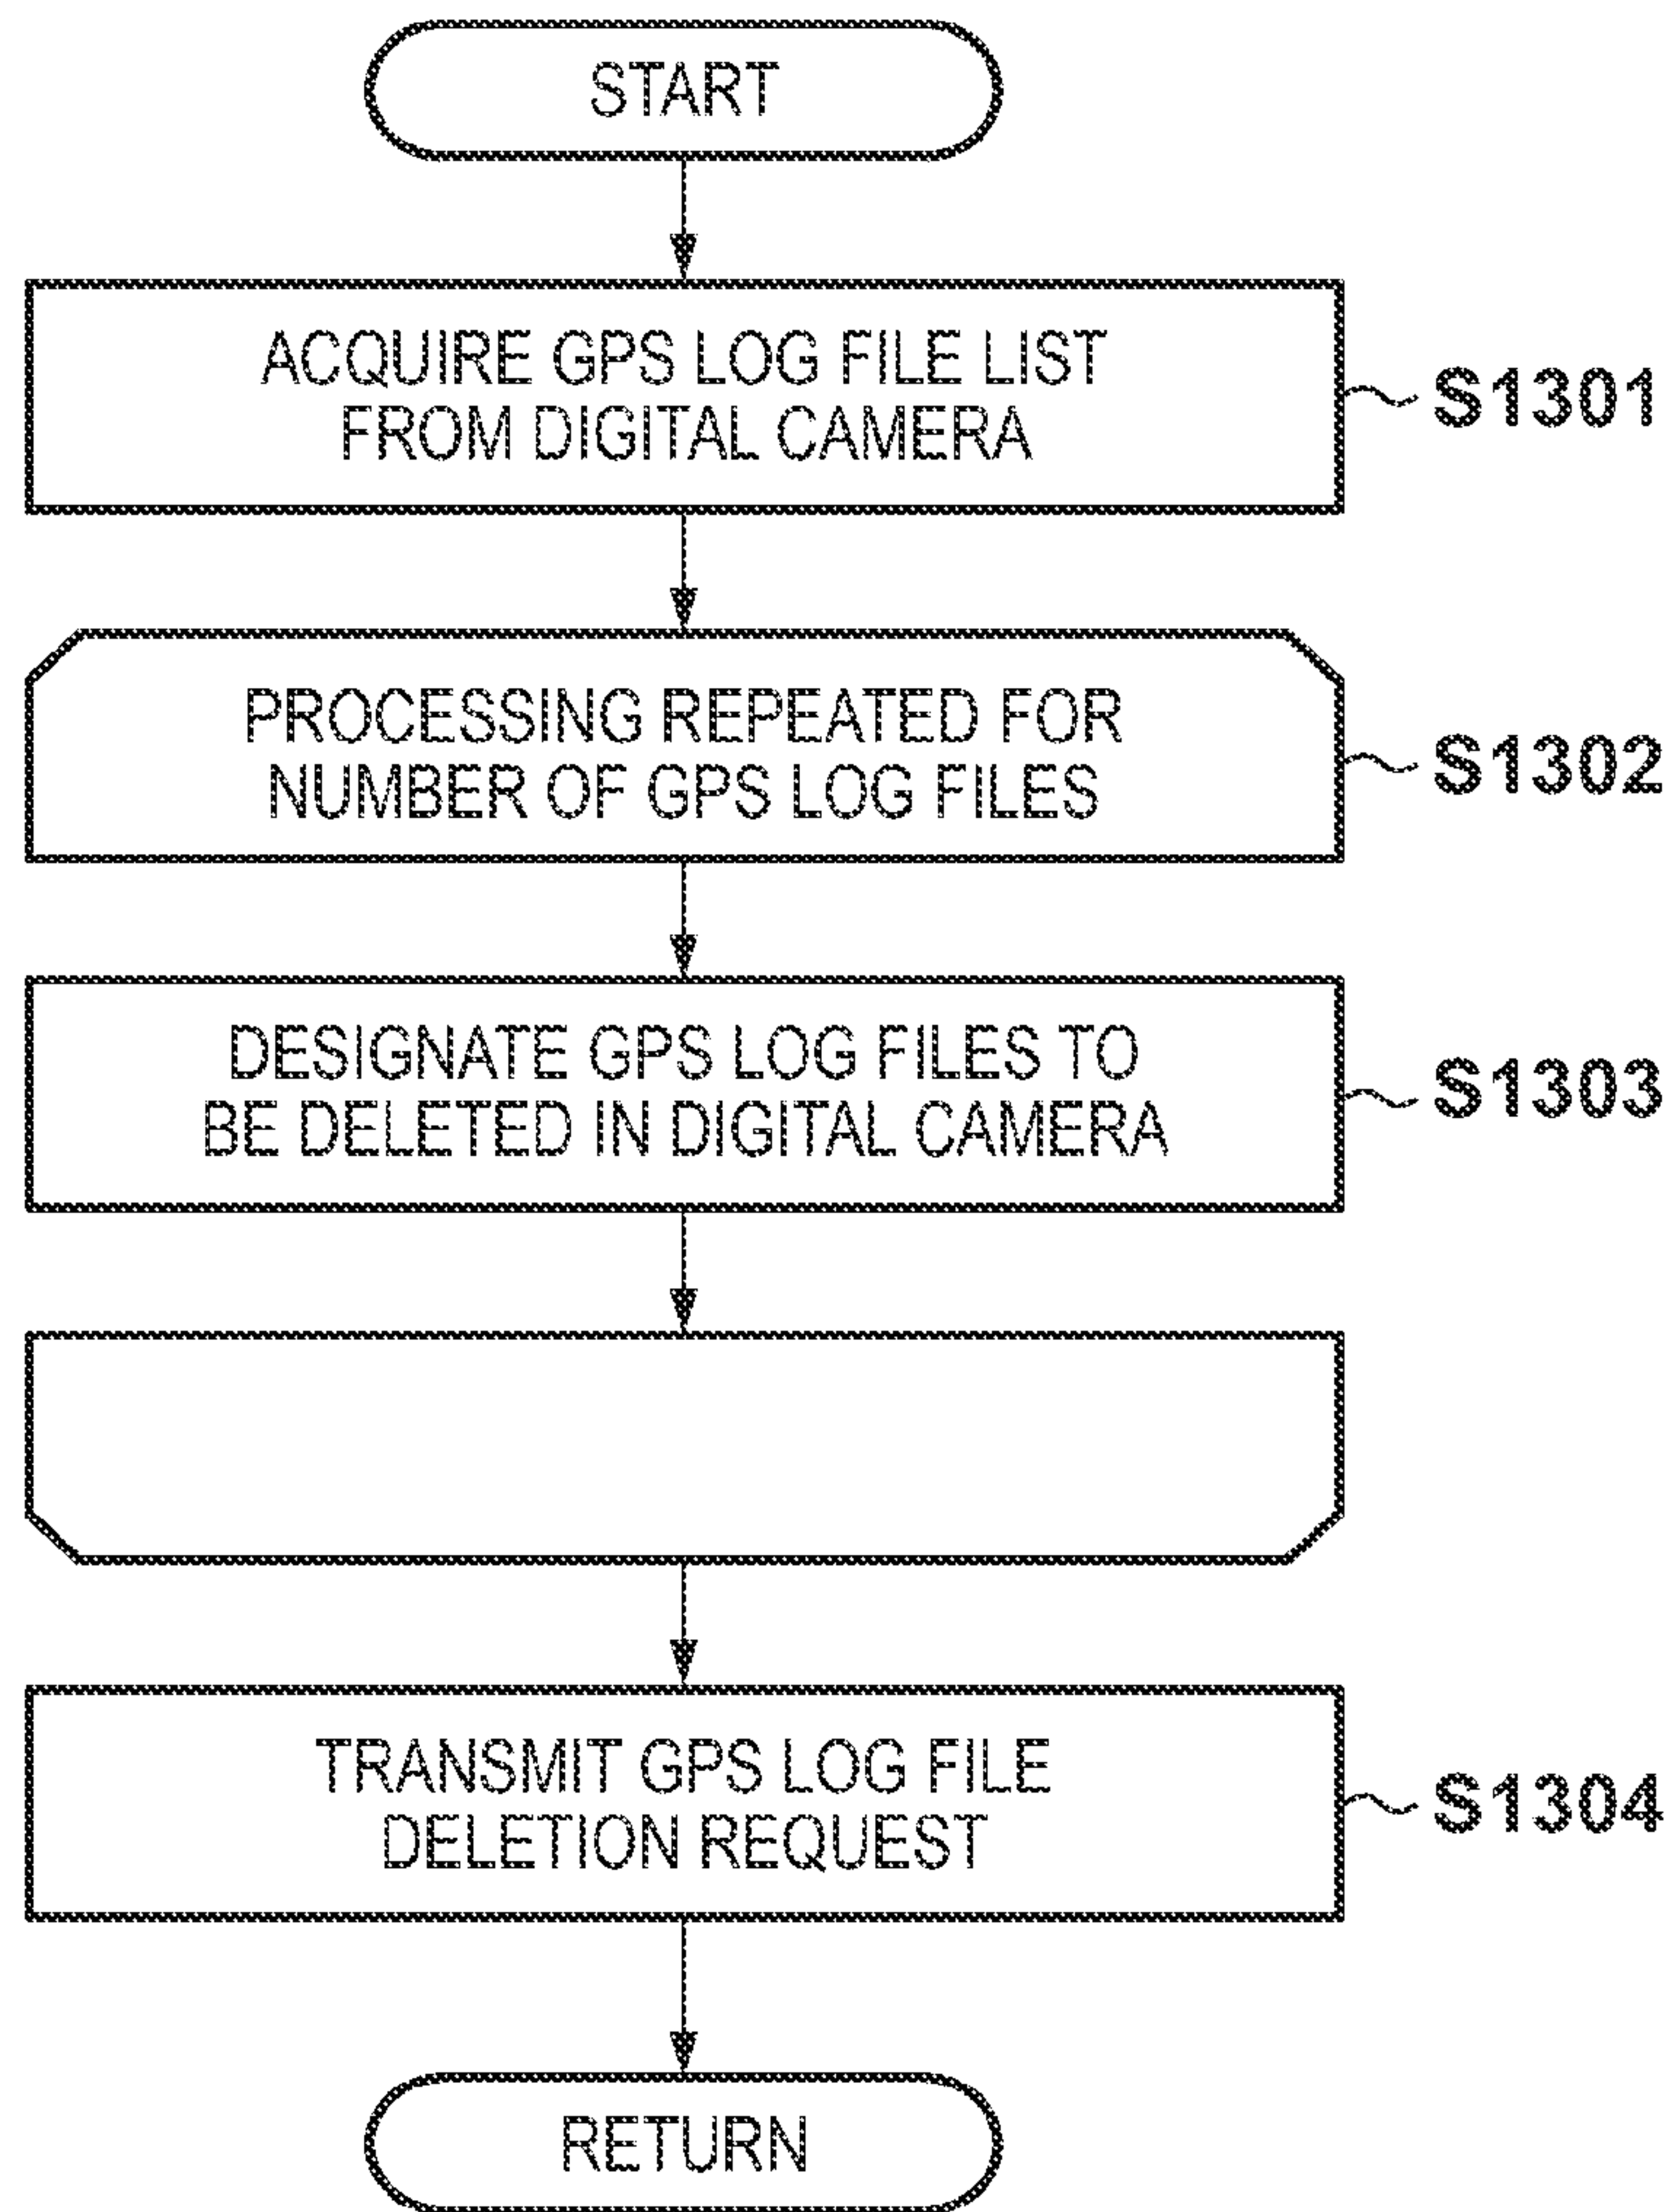 START
ACQUIRE GPS LOG FILE LIST
FROM DIGITAL CAMERA
S1301
PROCESSING REPEATED FOR
NUMBER OF GPS LOG FILES
S1302
DESIGNATE GPS LOG FILES TO
BE DELETED IN DIGITAL CAMERA
S1303
TRANSMIT GPS LOG FILE
DELETION REQUEST
S1304
RETURN